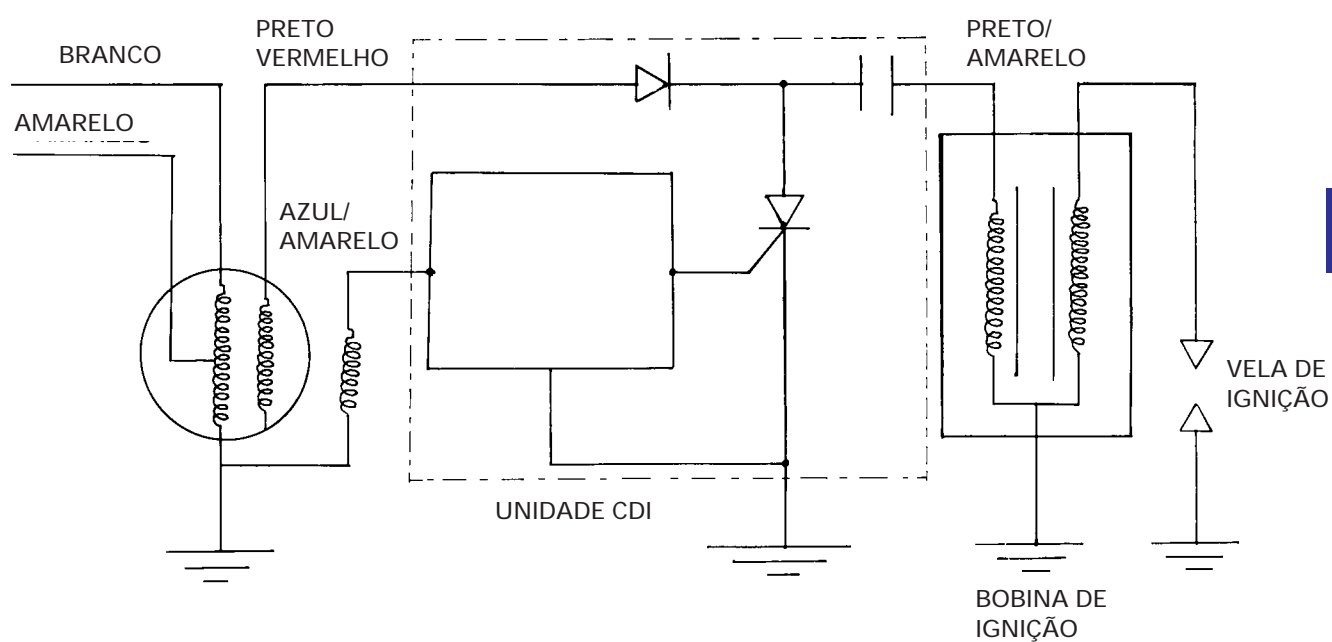 BRANCO
PRETO
VERMELHO
PRETO/
AMARELO
AMARELO
AZUL/
AMARELO
VELA DE
IGNIÇÃO
UNIDADE CDI
BOBINA DE
IGNIÇÃO